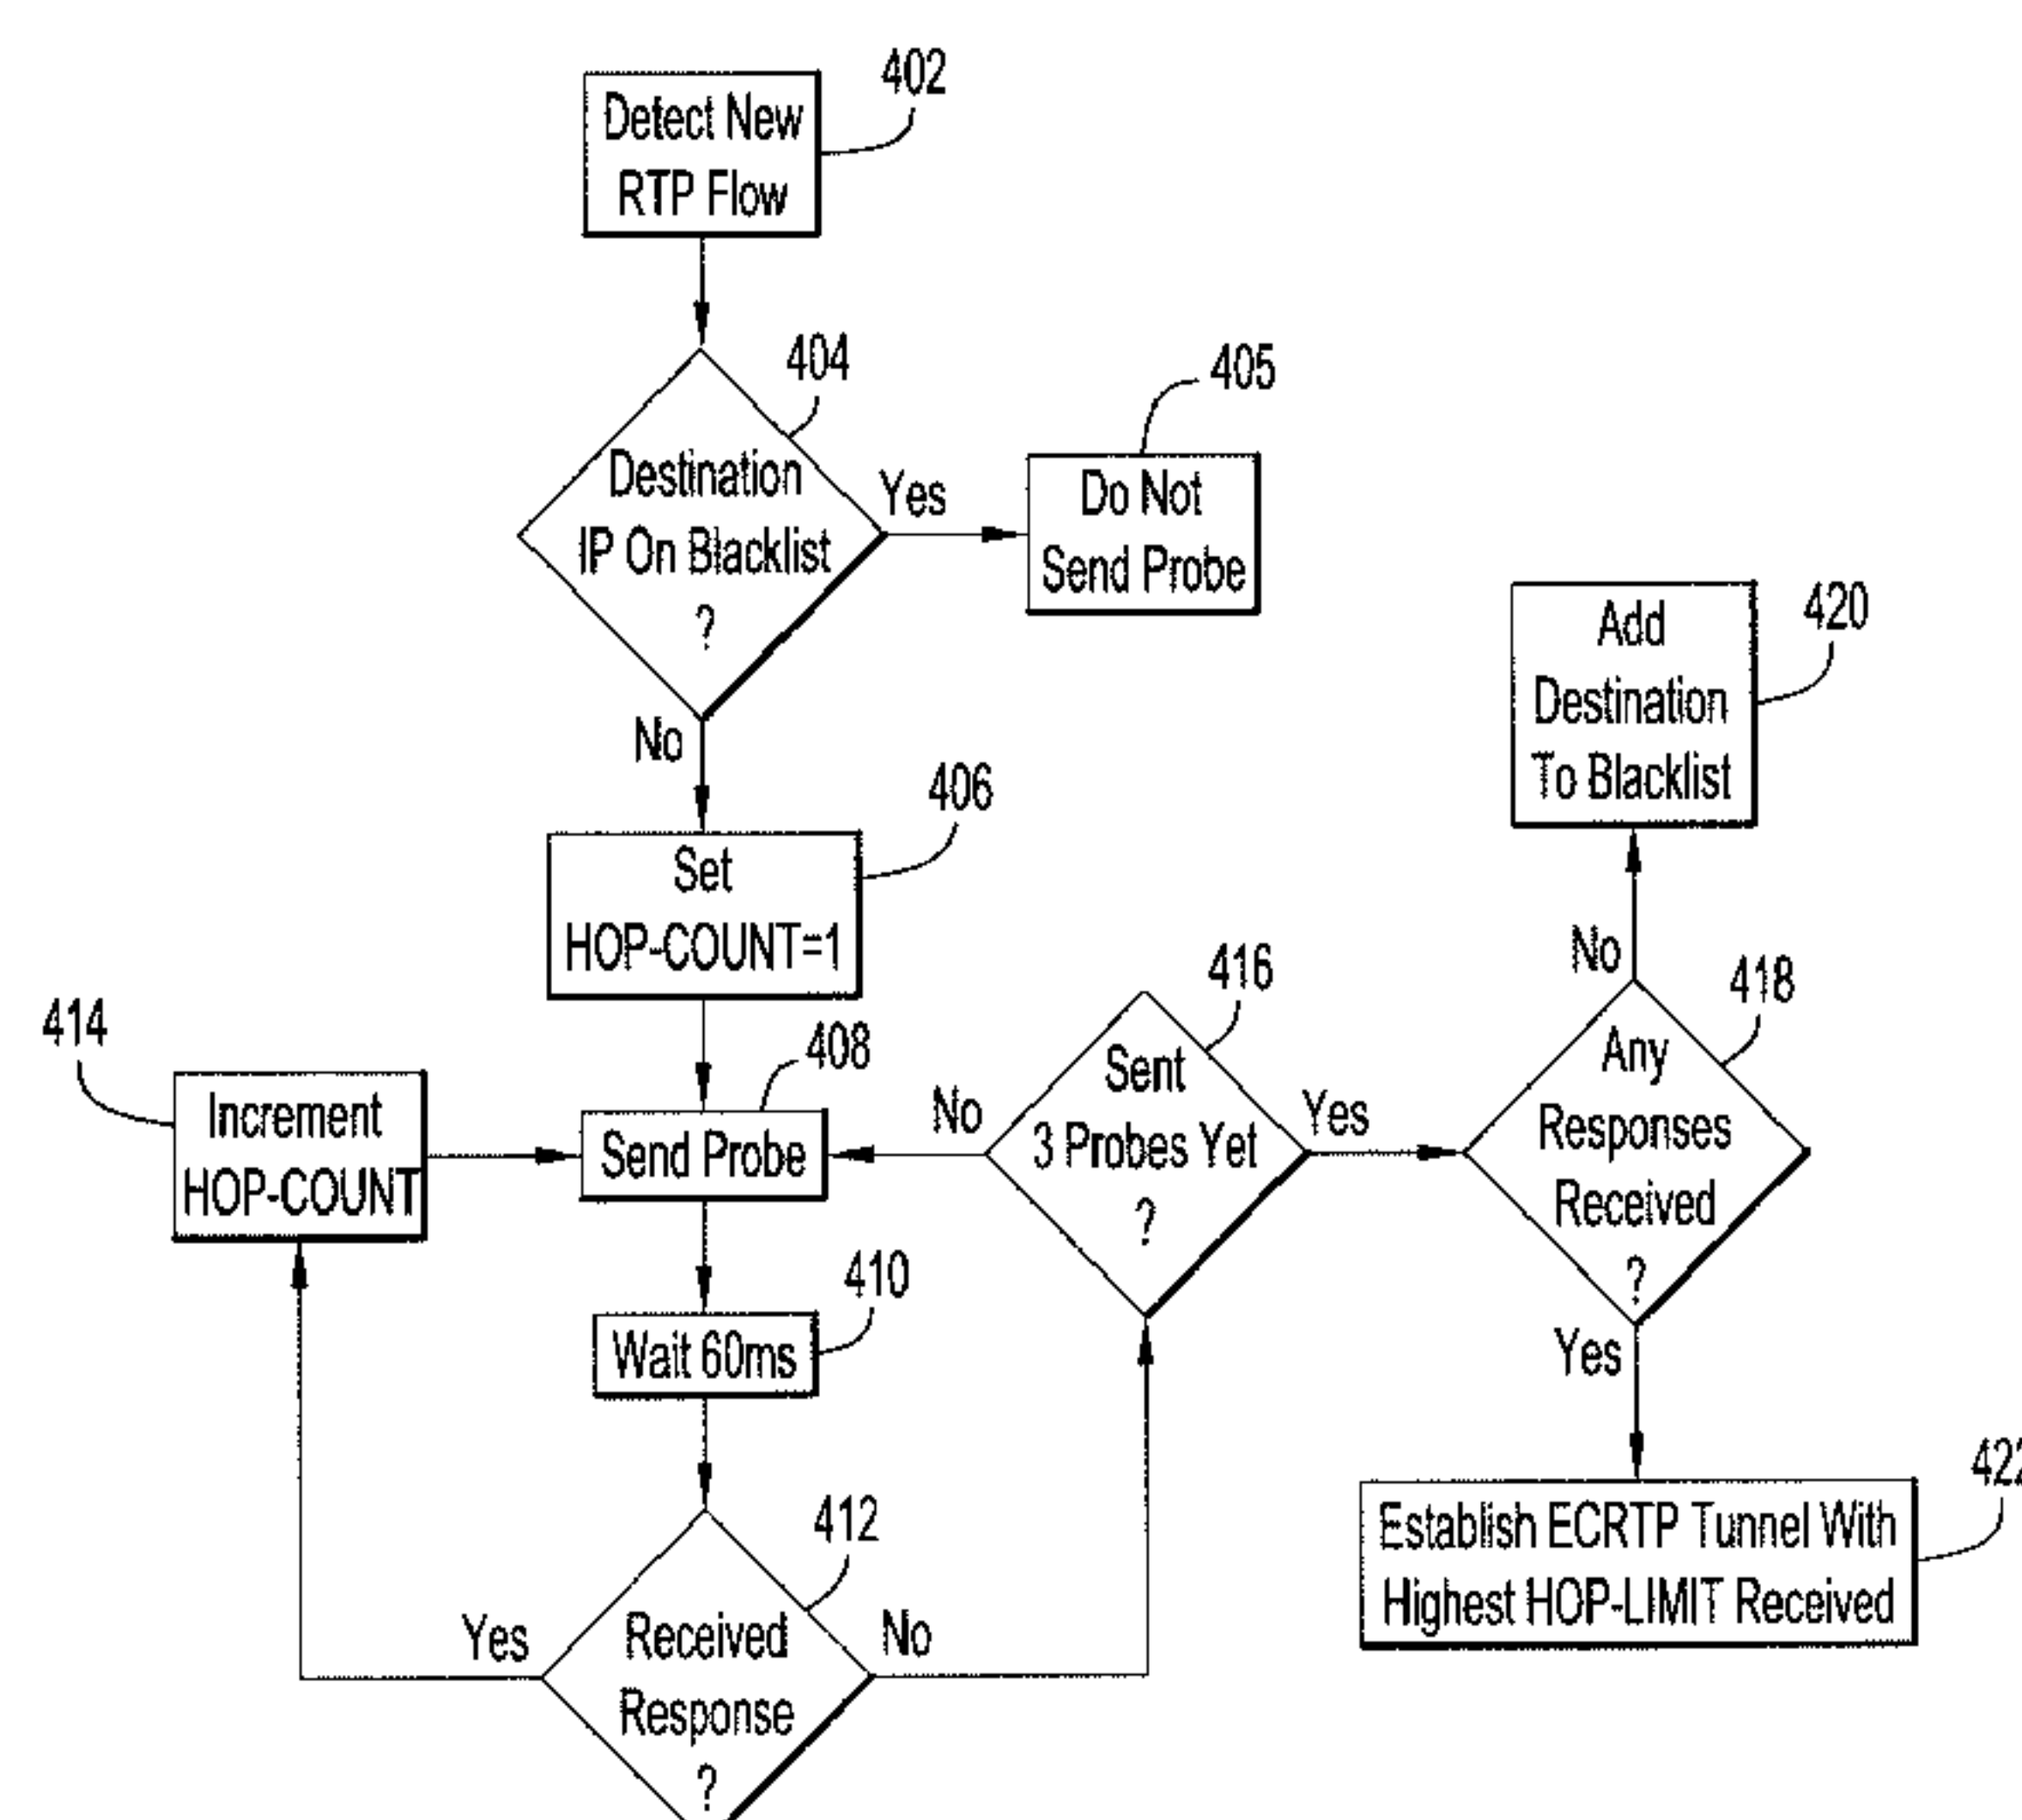 402
Detect New
RTP Flow
404
Destination
IP On Blacklist
?
Yes
405
Do Not
Send Probe
No
406
Set
HOP-COUNT=1
414
Increment
HOP-COUNT
408
Send Probe
No
416
Sent
3 Probes Yet
?
Yes
418
Any
Responses
Received
?
No
420
Add
Destination
To Blacklist
Yes
422
Establish ECRTP Tunnel With
Highest HOP-LIMIT Received
410
Wait 60ms
412
Received
Response
?
Yes
No